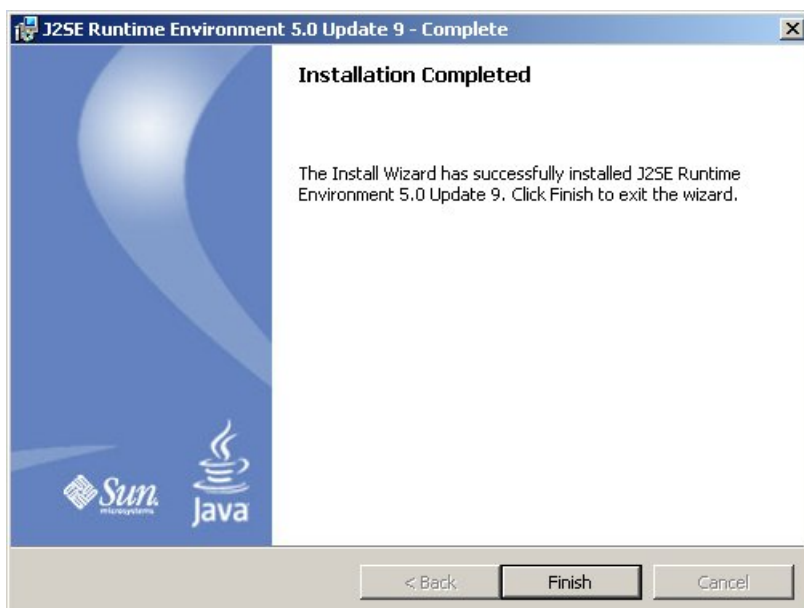 J2SE Runtime Environment 5.0 Update 9 - Complete
Installation Completed
The Install Wizard has successfully installed J2SE Runtime
Environment 5.0 Update 9. Click Finish to exit the wizard.
Sun.
microsystems
Java
< Back
Finish
Cancel